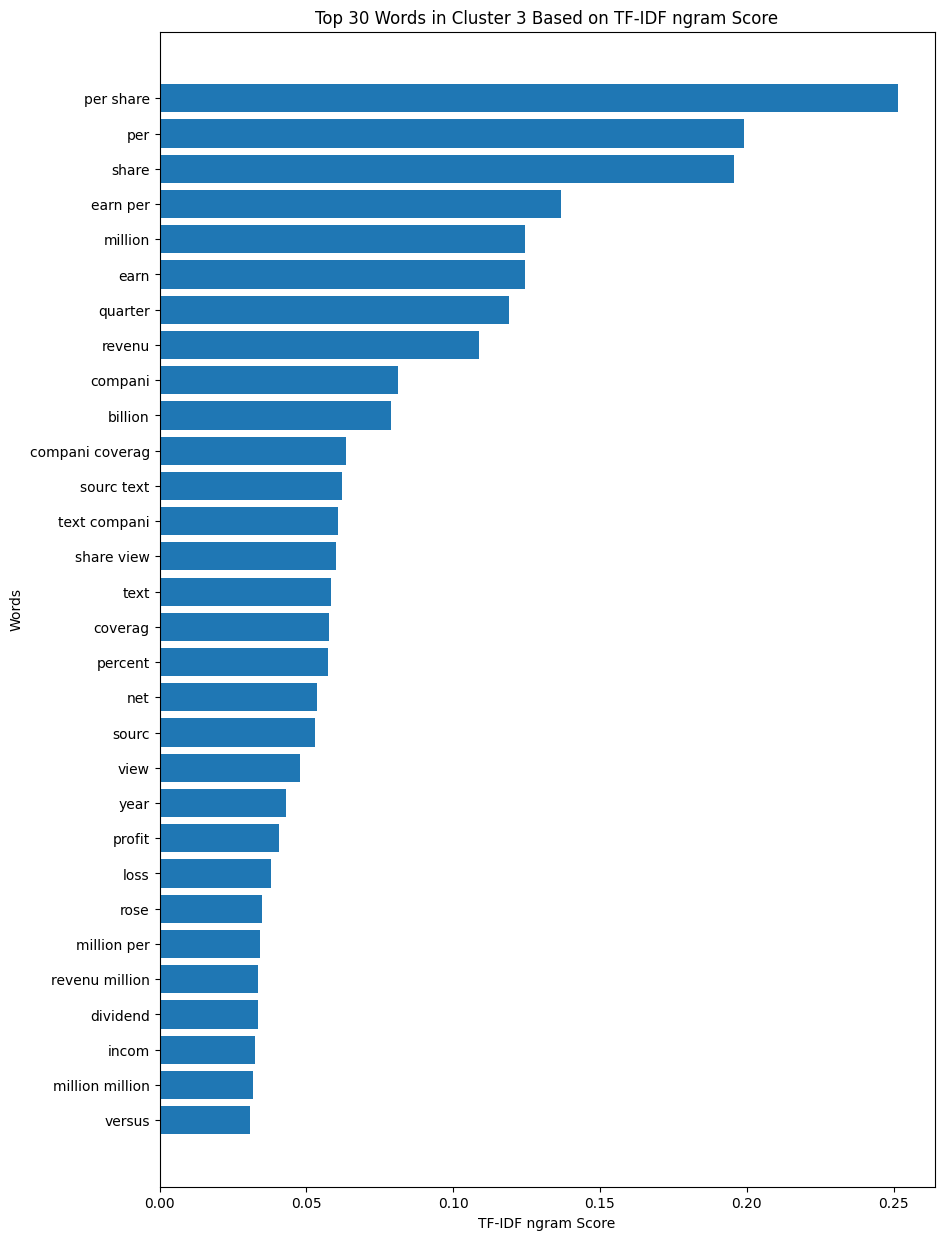 Top 30 Words in Cluster 3 Based on TF-IDF ngram Score
per share
per
share
earn per
million
earn
quarter
revenu
compani
billion
compani coverag
sourc text
text compani
share view
text
coverag
percent
net
sourc
view
year
profit
loss
rose
million per
revenu million
dividend
incom
million million
versus
Words
0.00 0.05 0.10 0.15 0.20 0.25
TF-IDF ngram Score